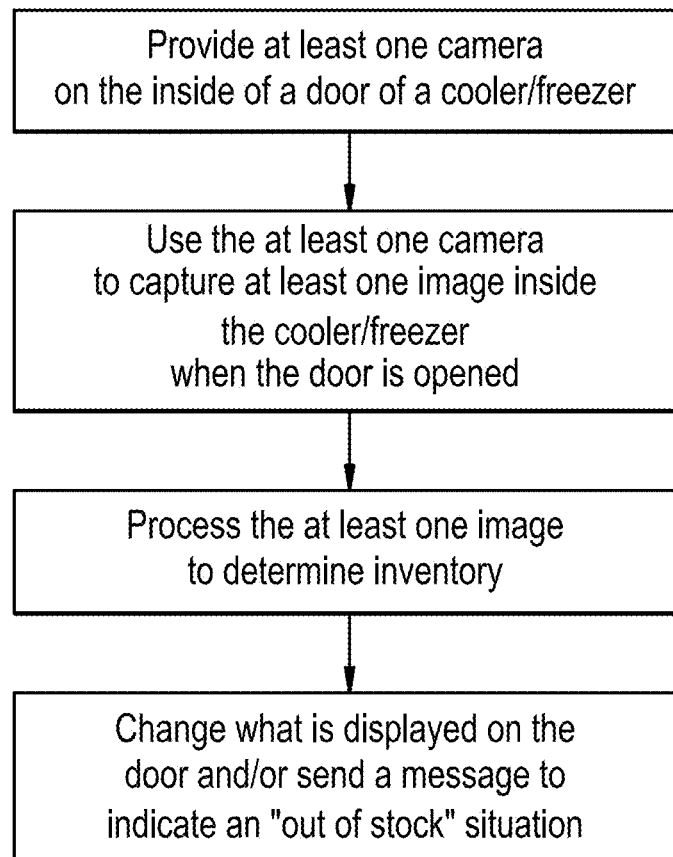 Provide at least one camera
on the inside of a door of a cooler/freezer
Use the at least one camera
to capture at least one image inside
the cooler/freezer
when the door is opened
Process the at least one image
to determine inventory
Change what is displayed on the
door and/or send a message to
indicate an "out of stock" situation